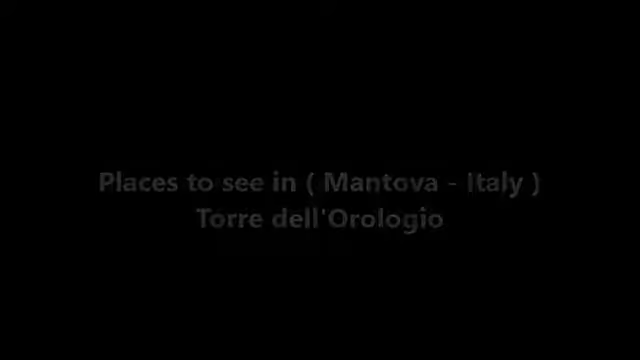 Places to see in ( Mantova - Italy )
Torre dell'Orologio